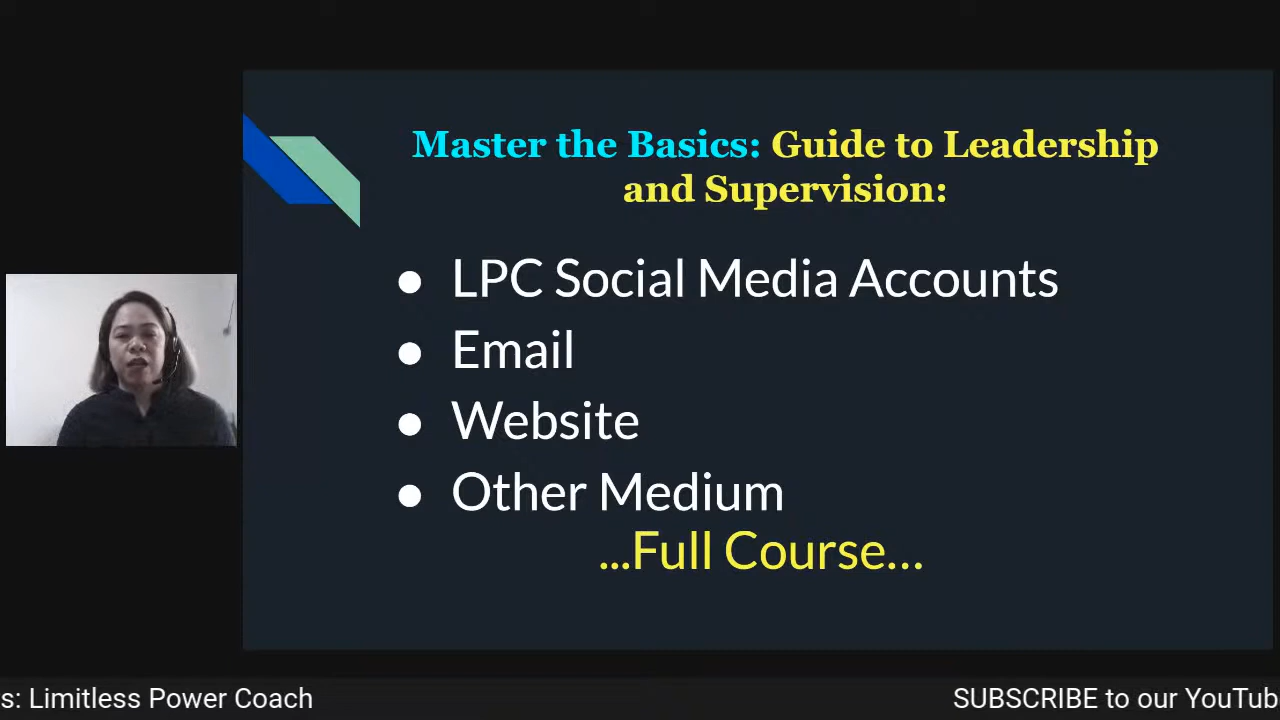 Master the Basics: Guide to Leadership
and Supervision:
● LPC Social Media Accounts
● Email
● Website
● Other Medium
...Full Course...
s: Limitless Power Coach
SUBSCRIBE to our YouTub